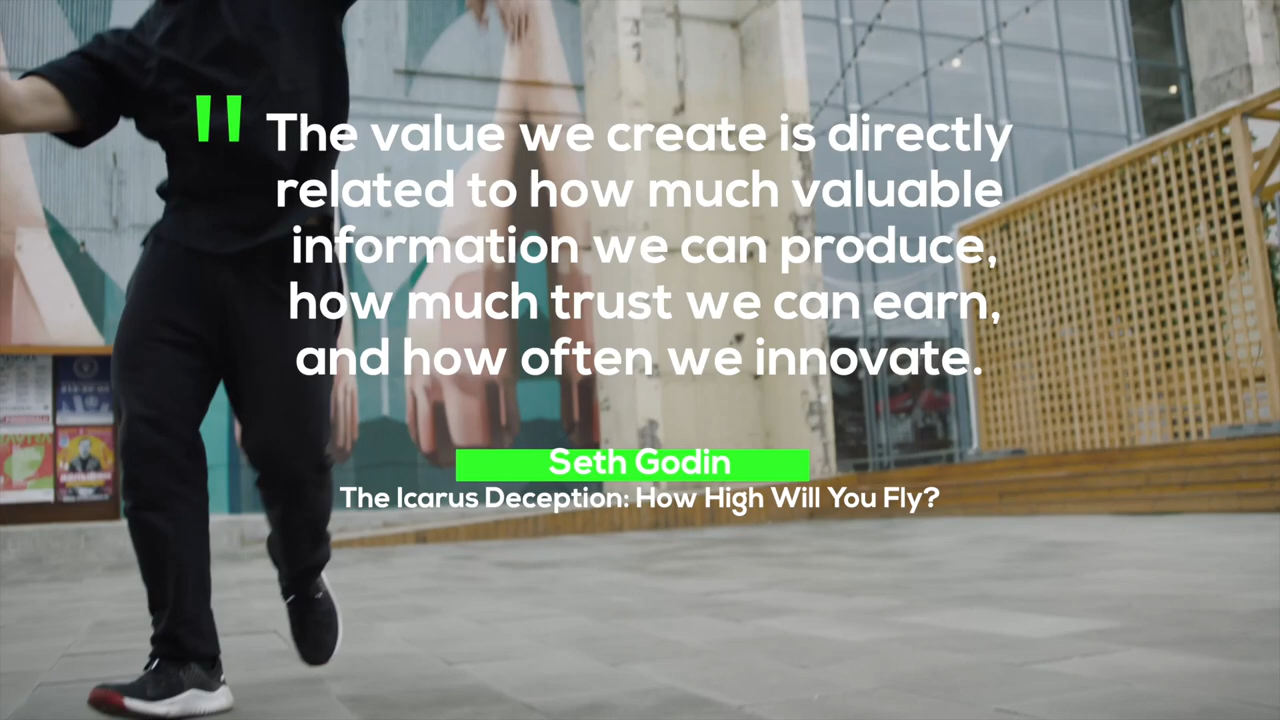 "The value we create is directly
related to how much valuable
information we can produce,
how much trust we can earn,
and how often we innovate.
Seth Godin
The Icarus Deception: How High Will You Fly?